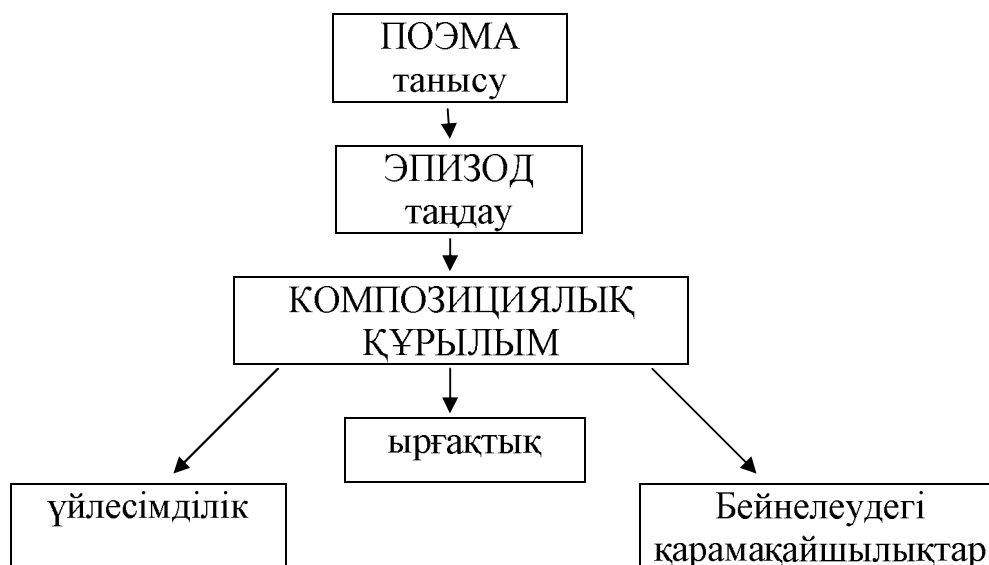 ПОЭМА
танысу
ЭПИЗОД
таңдау
КОМПОЗИЦИЯЛЫҚ
ҚҰРЫЛЫМ
ырғақтық
үйлесімділік
Бейнелеудегі
қарамақайшылықтар